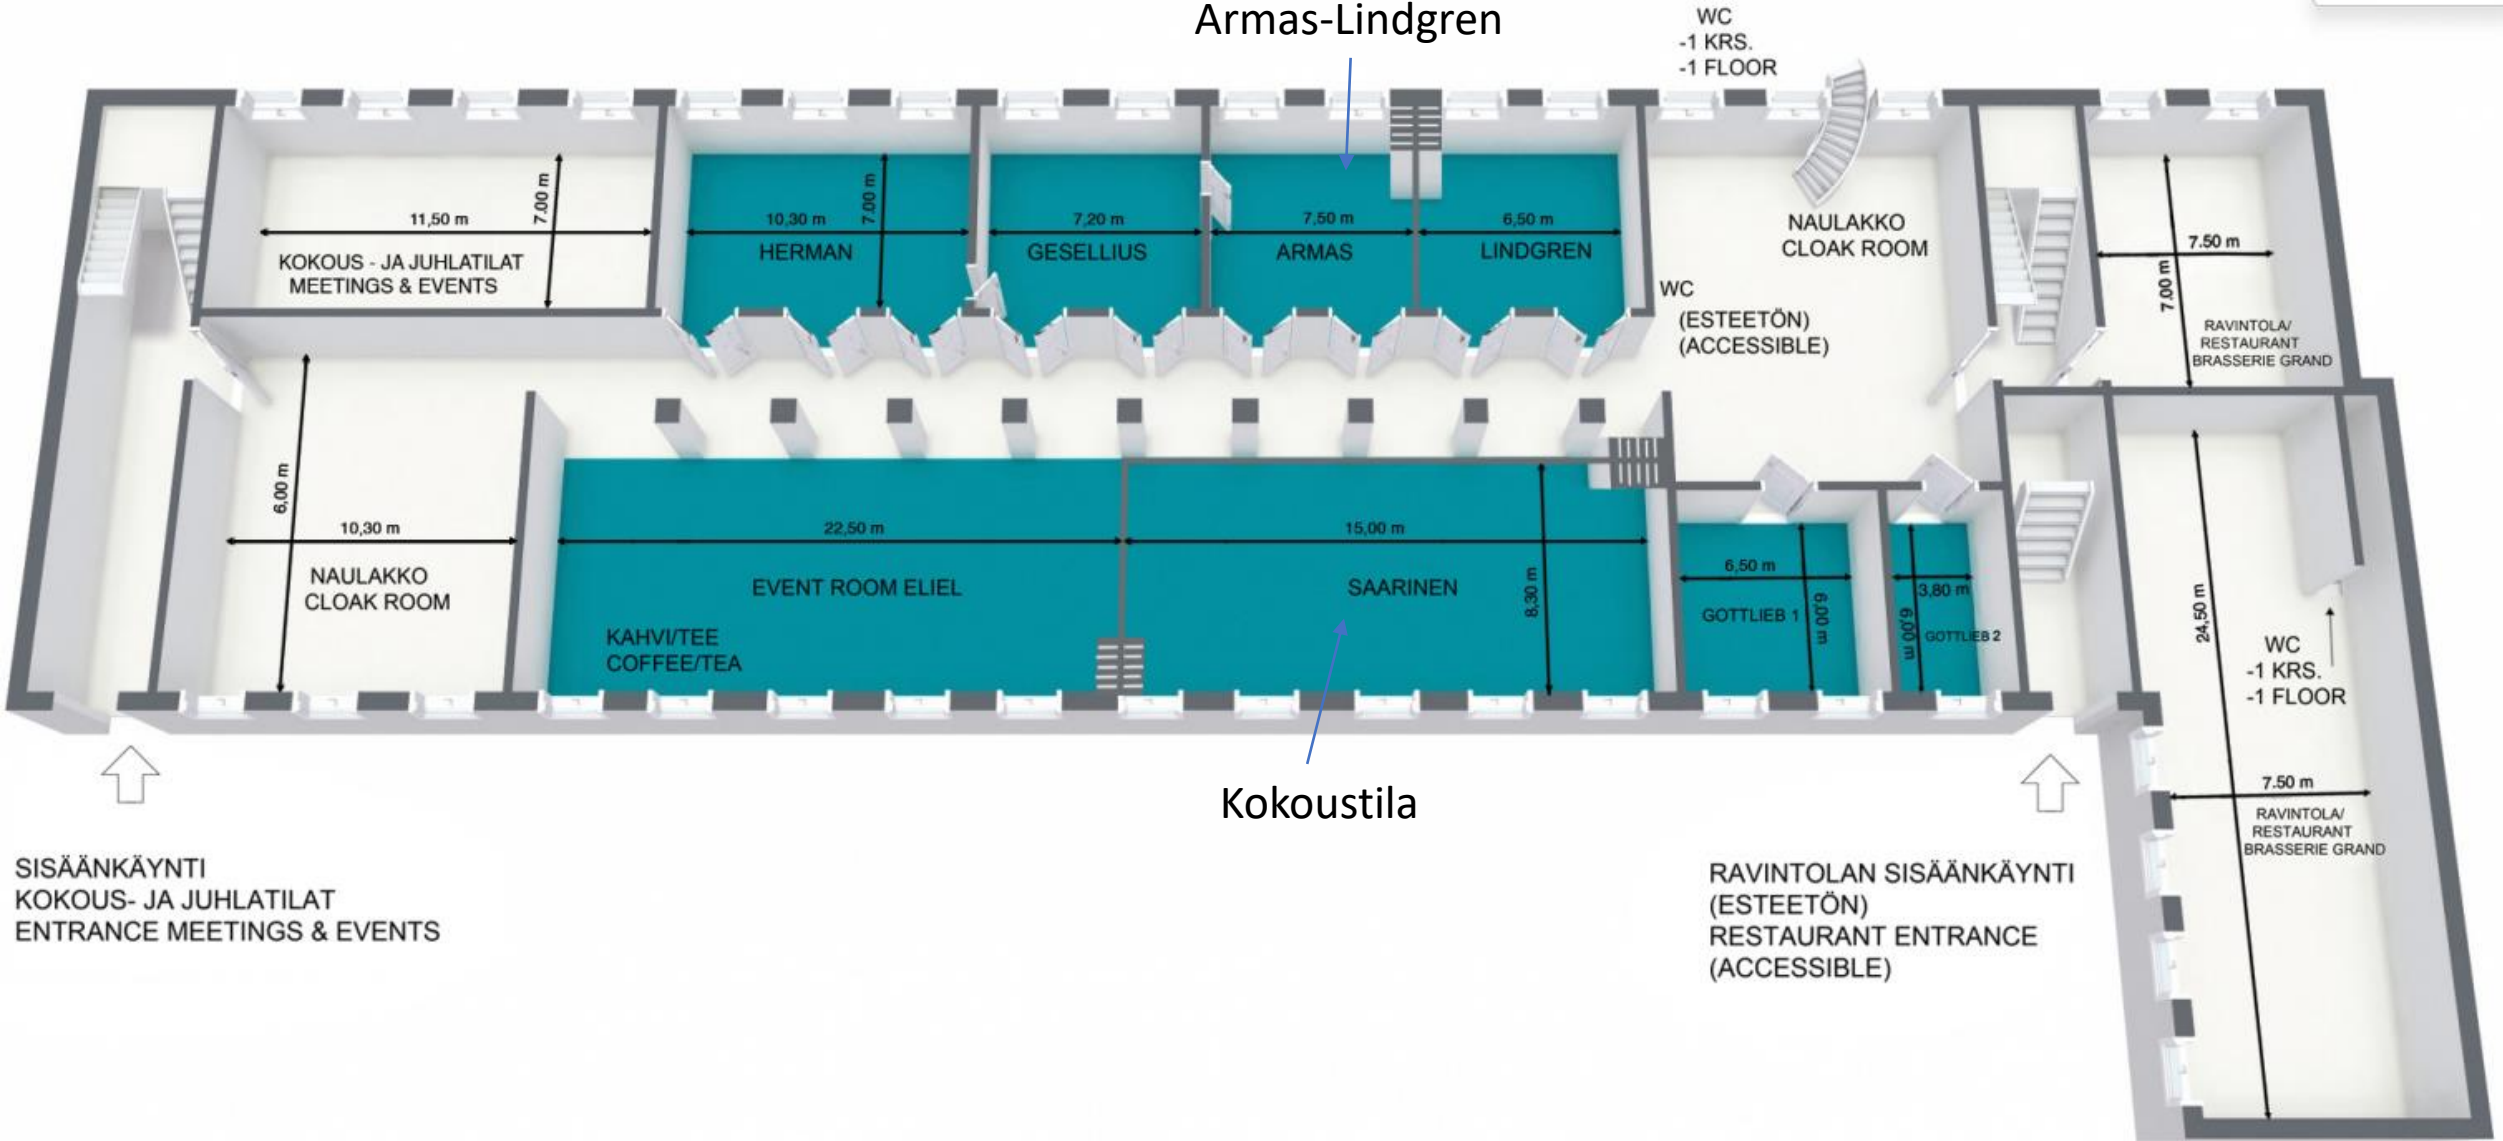 Armas-Lindgren
WC
-1 KRS.
-1 FLOOR
11,50 m
7.00 m
KOKOUS - JA JUHLATILAT
MEETINGS & EVENTS
10,30 m
7.00 m
HERMAN
7,20 m
GESELLIUS
7,50 m
ARMAS
6,50 m
LINDGREN
NAULAKKO
CLOAK ROOM
WC
(ESTEETÖN)
(ACCESSIBLE)
7.50 m
7.00 m
RAVINTOLA/
RESTAURANT
BRASSERIE GRAND
6,00 m
10,30 m
NAULAKKO
CLOAK ROOM
22,50 m
EVENT ROOM ELIEL
KAHVI/TEE
COFFEE/TEA
15,00 m
SAARINEN
8,30 m
6,50 m
GOTTLIEB 1
6,00 m
3,80 m
6,00 m
GOTTLIEB 2
24,50 m
WC
-1 KRS.
-1 FLOOR
7.50 m
RAVINTOLA/
RESTAURANT
BRASSERIE GRAND
Kokoustila
SISÄÄNKÄYNTI
KOKOUS- JA JUHLATILAT
ENTRANCE MEETINGS & EVENTS
RAVINTOLAN SISÄÄNKÄYNTI
(ESTEETÖN)
RESTAURANT ENTRANCE
(ACCESSIBLE)